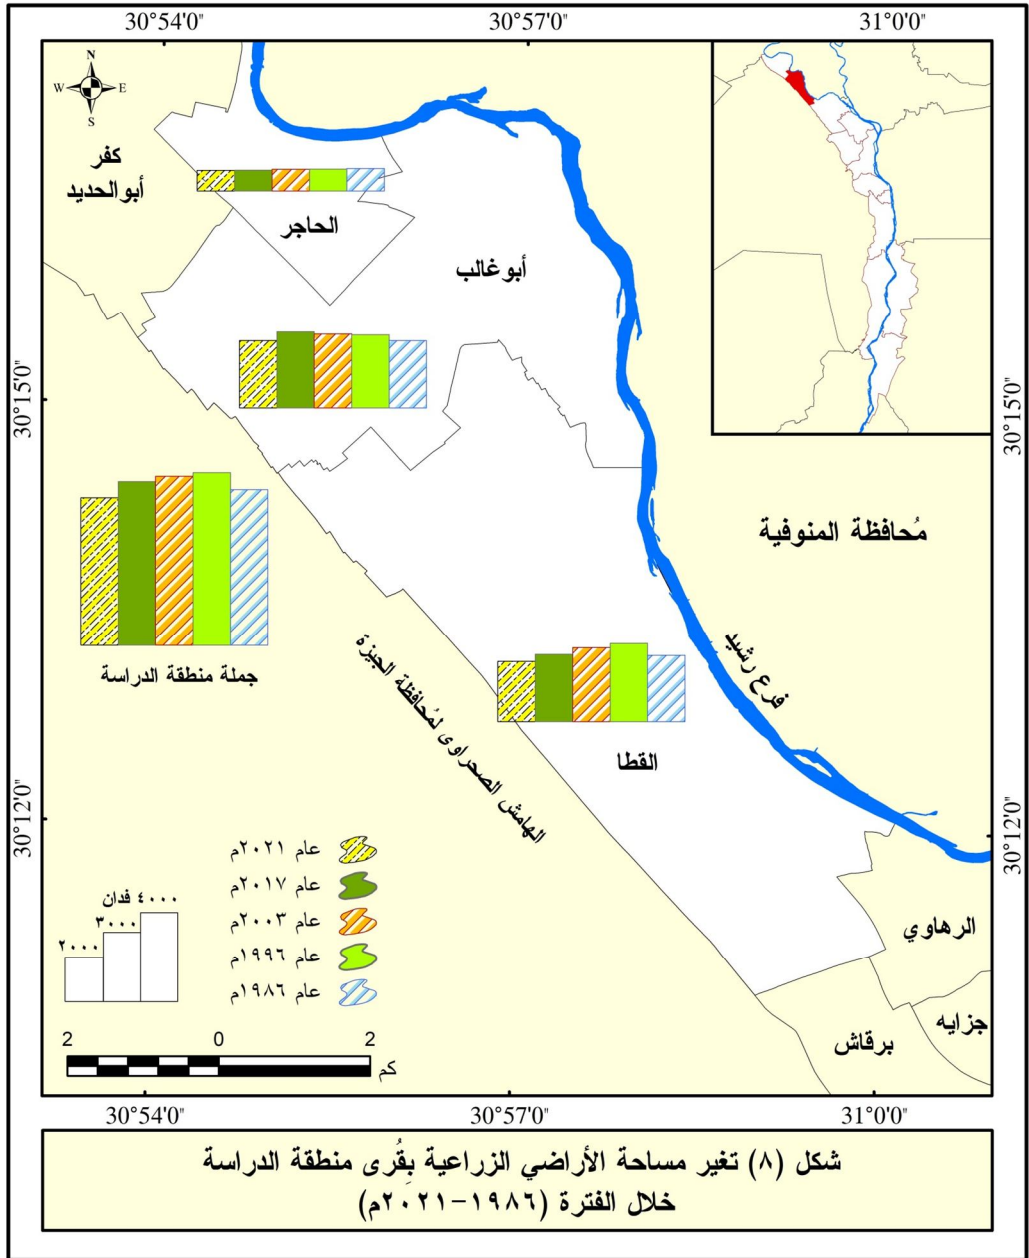 30°54'0"
30°57'0"
31°0'0"
N
W
E
S
كفر
أبو الحديد
الحاجر
أبو غالب
30°15'0"
30°15'0"
مُحافظة المنوفية
جملة منطقة الدراسة
الهامش الصحراوى لمُحافظة الجيزة
فرع رشيد
القطا
30°12'0"
30°12'0"
عام ٢٠٢١م
عام ٢٠١٧م
عام ٢٠٠٣م
عام ١٩٩٦م
عام ١٩٨٦م
٤٠٠٠ فدان
٣٠٠٠
٢٠٠٠
2
0
2
كم
الرهاوي
جزايه
برقاش
30°54'0"
30°57'0"
31°0'0"
شكل (٨) تغير مساحة الأراضي الزراعية بِقُرى منطقة الدراسة
خلال الفترة (١٩٨٦-٢٠٢١م)